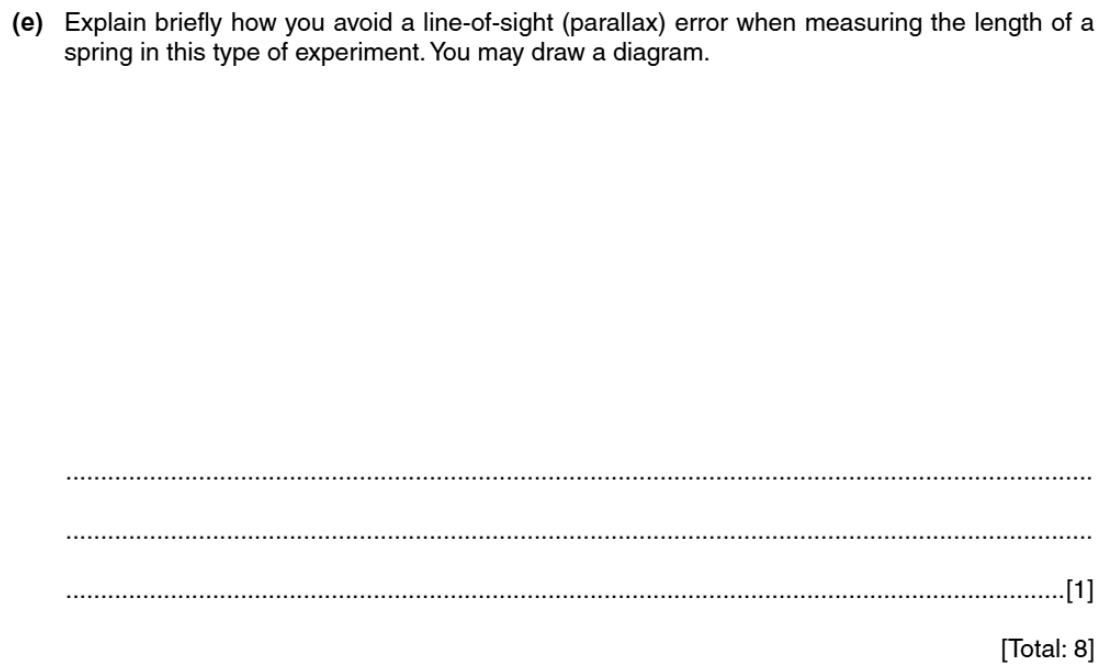 (e) Explain briefly how you avoid a line-of-sight (parallax) error when measuring the length of a
spring in this type of experiment. You may draw a diagram.
..........................................................................................................................................
..........................................................................................................................................
......................................................................................................................................[1]
[Total: 8]